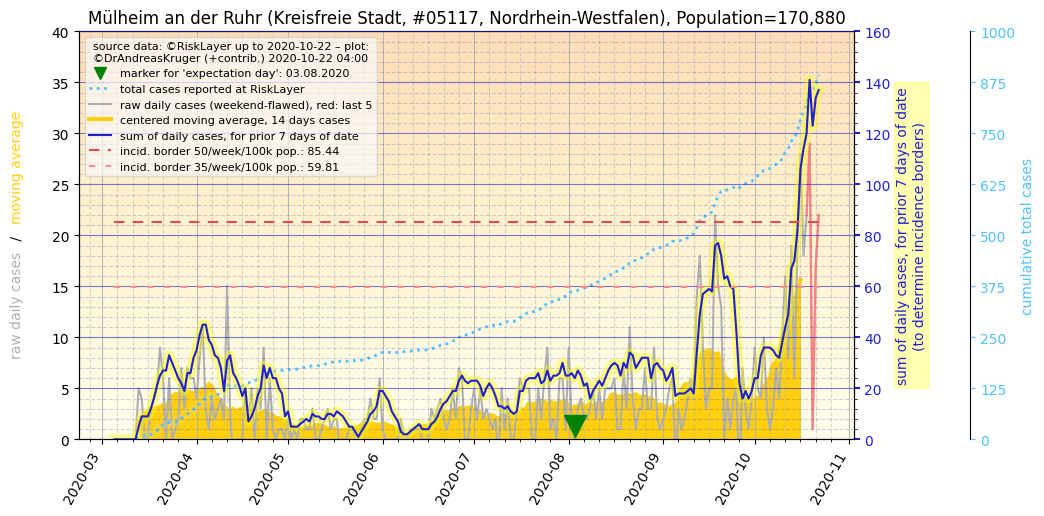 Mülheim an der Ruhr (Kreisfreie Stadt, #05117, Nordrhein-Westfalen), Population=170,880
source data: ©RiskLayer up to 2020-10-22 – plot:
©DrAndreasKruger (+contrib.) 2020-10-22 04:00
marker for 'expectation day': 03.08.2020
total cases reported at RiskLayer
raw daily cases (weekend-flawed), red: last 5
centered moving average, 14 days cases
sum of daily cases, for prior 7 days of date
incid. border 50/week/100k pop.: 85.44
incid. border 35/week/100k pop.: 59.81
raw daily cases / moving average
40
35
30
25
20
15
10
5
0
2020-03
2020-04
2020-05
2020-06
2020-07
2020-08
2020-09
2020-10
2020-11
160
140
120
100
80
60
40
20
0
sum of daily cases, for prior 7 days of date
(to determine incidence borders)
1000
875
750
625
500
375
250
125
0
cumulative total cases